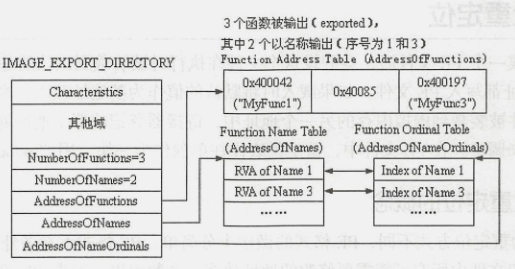 3 个函数被输出（exported），
其中 2 个以名称输出（序号为 1 和 3）
IMAGE_EXPORT_DIRECTORY
Function Address Table (AddressOfFunctions)
Characteristics
其他域
NumberOfFunctions=3
NumberOfNames=2
AddressOfFunctions
AddressOfNames
AddressOfNameOrdinals
0x400042
("MyFunc1")
0x40085
0x400197
("MyFunc3")
Function Name Table
(AddressOfNames)
RVA of Name 1
RVA of Name 3
……
Function Ordinal Table
(AddressOfNameOrdinals)
Index of Name 1
Index of Name 3
……